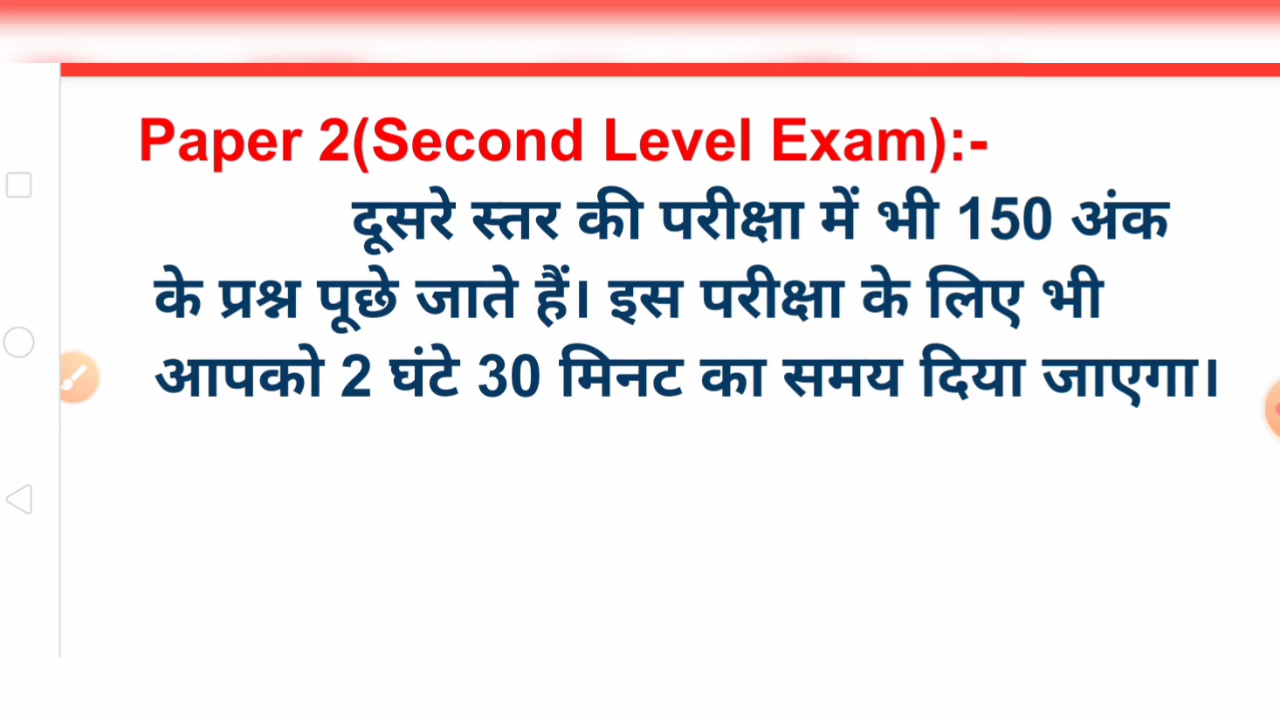 Paper 2(Second Level Exam):-
दूसरे स्तर की परीक्षा में भी 150 अंक
के प्रश्न पूछे जाते हैं। इस परीक्षा के लिए भी
आपको 2 घंटे 30 मिनट का समय दिया जाएगा।